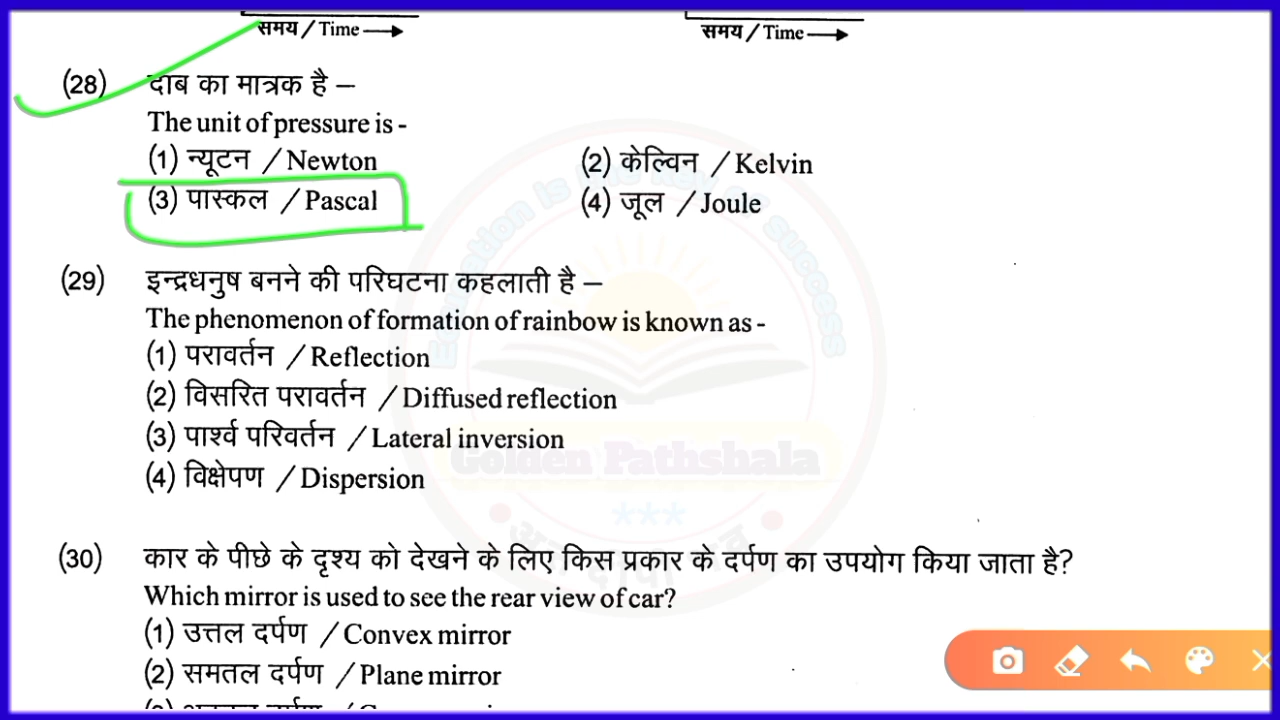 समय / Time
समय / Time
(28) दाब का मात्रक है –
The unit of pressure is -
(1) न्यूटन / Newton (2) केल्विन / Kelvin
(3) पास्कल / Pascal (4) जूल / Joule
(29) इन्द्रधनुष बनने की परिघटना कहलाती है –
The phenomenon of formation of rainbow is known as -
(1) परावर्तन / Reflection
(2) विसरित परावर्तन / Diffused reflection
(3) पार्श्व परिवर्तन / Lateral inversion
(4) विक्षेपण / Dispersion
Golden Pathshala
(30) कार के पीछे के दृश्य को देखने के लिए किस प्रकार के दर्पण का उपयोग किया जाता है?
Which mirror is used to see the rear view of car?
(1) उत्तल दर्पण / Convex mirror
(2) समतल दर्पण / Plane mirror